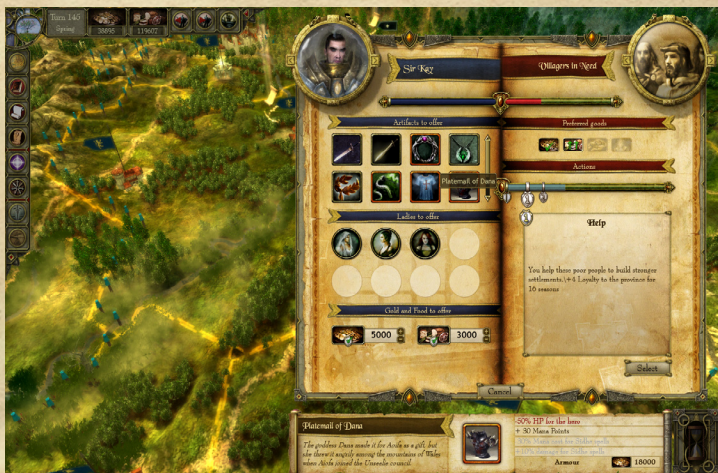 Turn 146
Spring
38895
119607
Sir Kay
Villagers in Need
Artifacts to offer
Preferred goods
Actions
Platemail of Dana
Ladies to offer
Help
You help these poor people to build stronger
settlements.\+4 Loyalty to the province for
16 seasons
Gold and Food to offer
5000
3000
Select
Cancel
Platemail of Dana
The goddess Dana made it for Aoife as a gift, but
she threw it angrily among the mountains of Wales
when Aoife joined the Unseelie council.
-50% HP for the hero
+ 30 Mana Points
Armour
18000